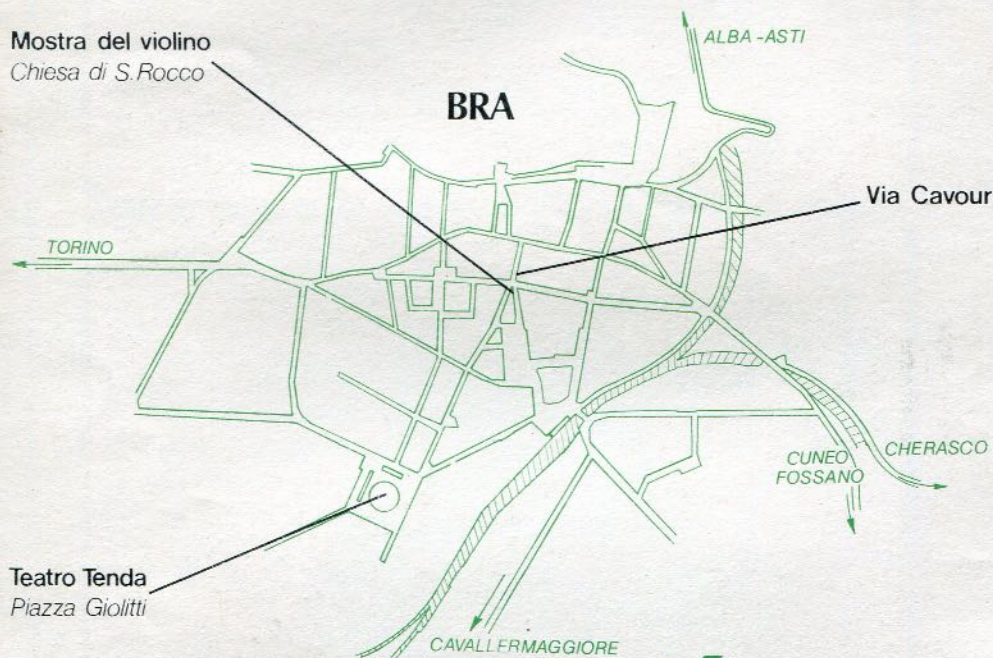 Mostra del violino
Chiesa di S. Rocco
BRA
ALBA - ASTI
Via Cavour
TORINO
CUNEO
FOSSANO
CHERASCO
Teatro Tenda
Piazza Giolitti
CAVALLERMAGGIORE